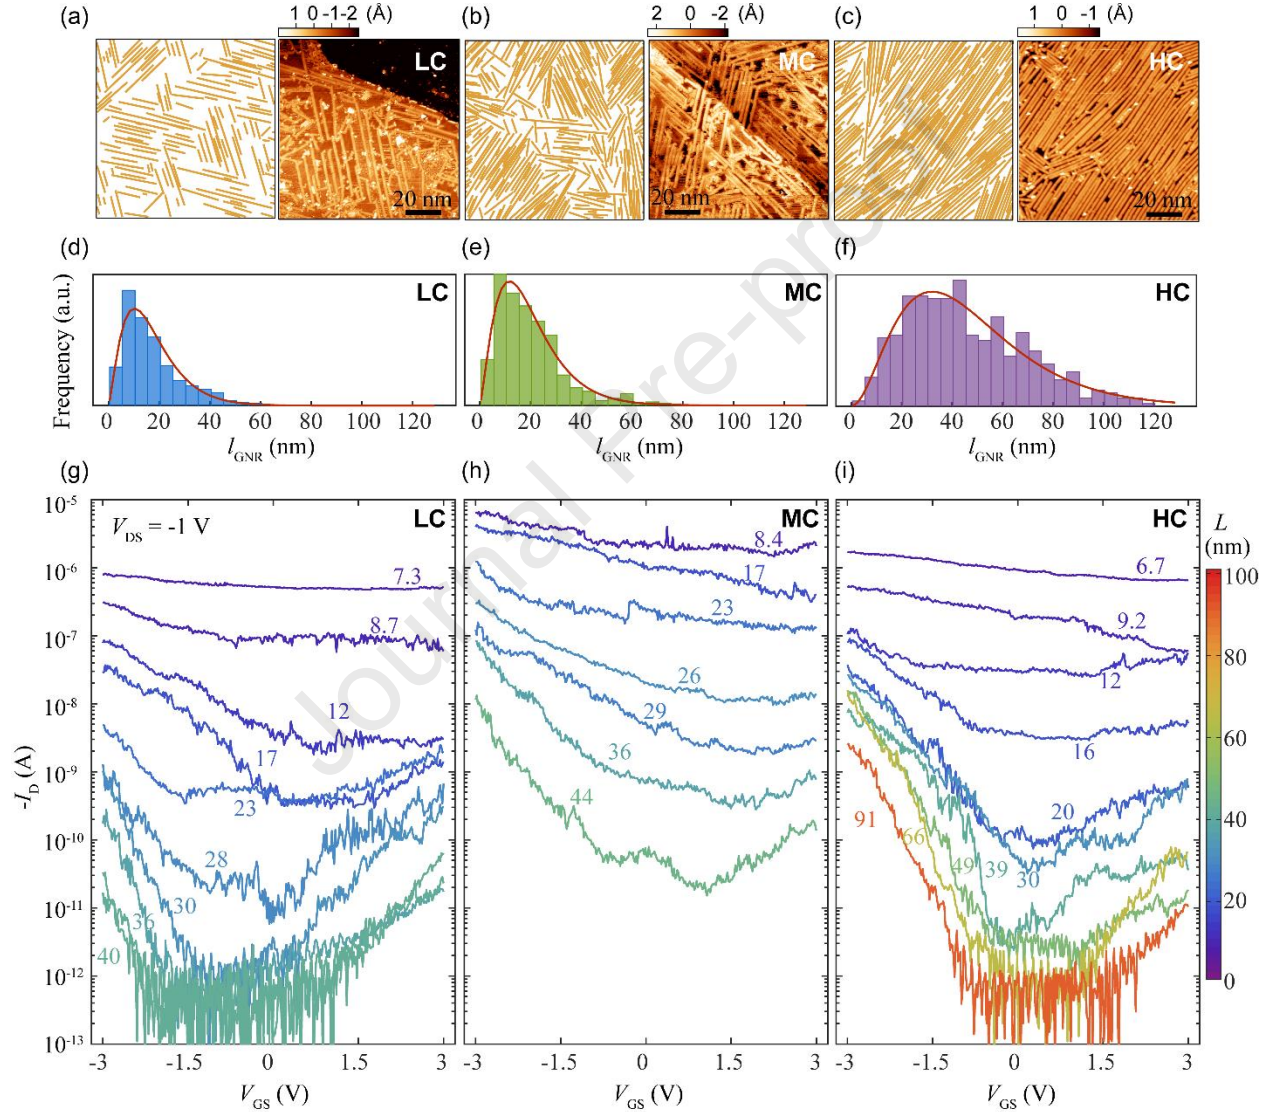 (a)
1 0 -1 -2 (Å)
LC
20 nm
(b)
2 0 -2 (Å)
MC
20 nm
(c)
1 0 -1 (Å)
HC
20 nm
(d)
LC
Frequency (a.u.)
0 20 40 60 80 100 120
lGNR (nm)
(e)
MC
0 20 40 60 80 100 120
lGNR (nm)
(f)
HC
0 20 40 60 80 100 120
lGNR (nm)
Journal Pre-proof
(g)
LC
VDS = -1 V
-ID (A)
10-5
10-6
10-7
10-8
10-9
10-10
10-11
10-12
10-13
7.3
8.7
12
17
23
28
30
36
40
-3 -1.5 0 1.5 3
VGS (V)
(h)
MC
8.4
17
23
26
29
36
44
-3 -1.5 0 1.5 3
VGS (V)
(i)
HC
6.7
9.2
12
16
20
30
39
49
66
91
-3 -1.5 0 1.5 3
VGS (V)
L
(nm)
100
80
60
40
20
0